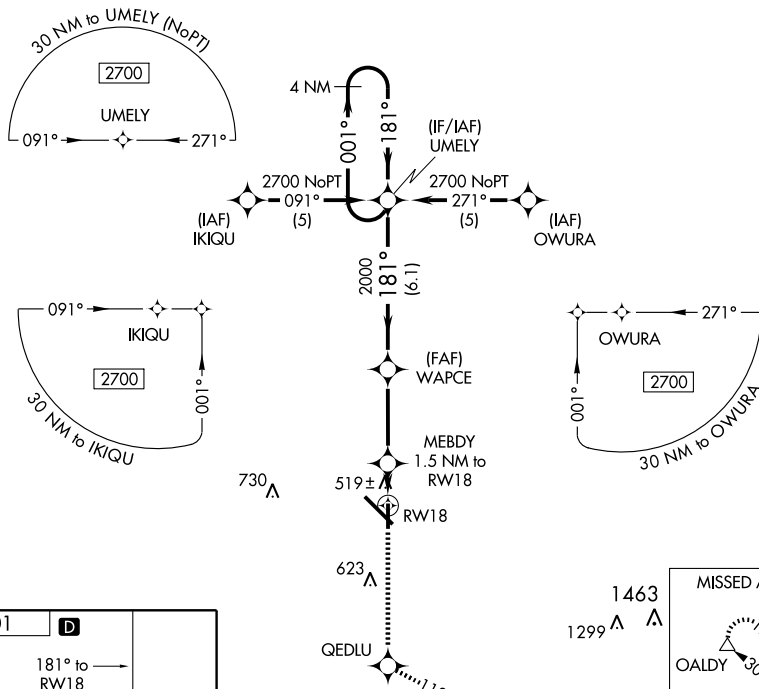 30 NM to UMELY (NoPT)
2700
UMELY
091°
271°
4 NM
001°
181°
(IF/IAF)
UMELY
2700 NoPT
091°
(5)
2700 NoPT
271°
(5)
(IAF)
IKIQU
(IAF)
OWURA
2000
181°
(6.1)
091°
IKIQU
2700
001°
30 NM to IKIQU
271°
OWURA
2700
001°
30 NM to OWURA
(FAF)
WAPCE
MEBDY
1.5 NM to
RW18
730
519±
RW18
623
1463
1299
MISSED
OALDY
D
181° to
RW18
QEDLU